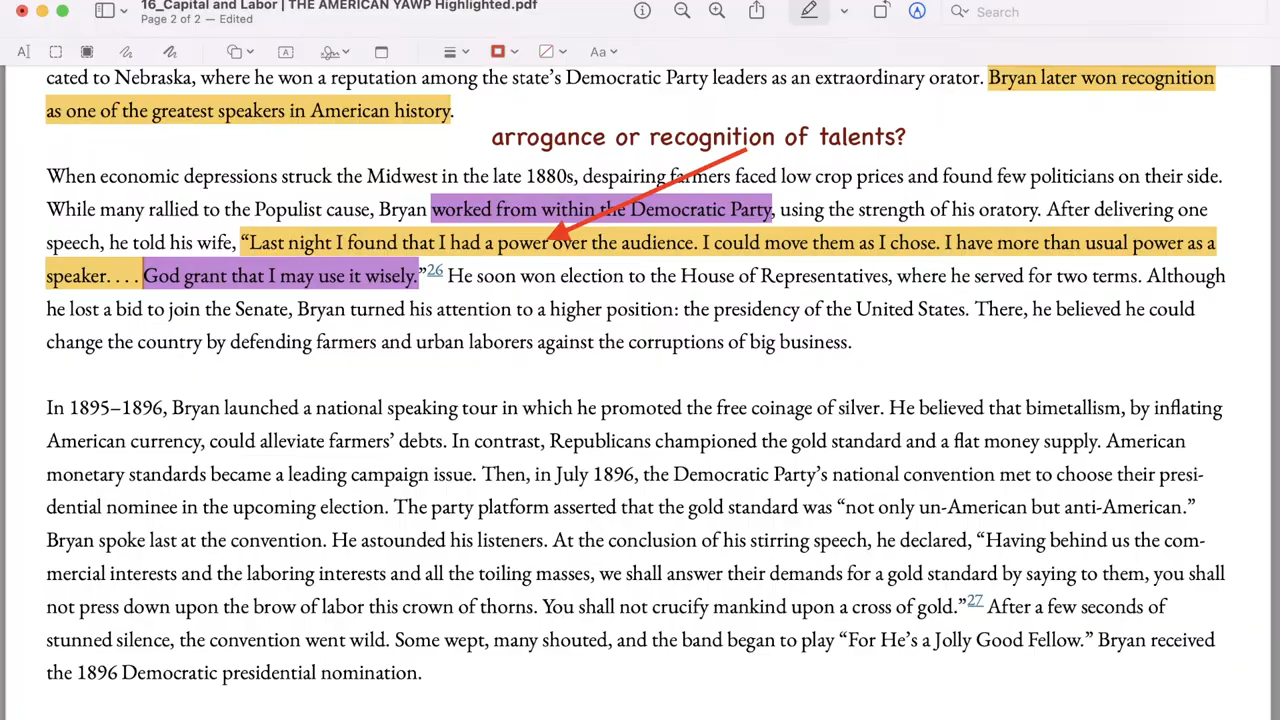 16_Capital and Labor | THE AMERICAN YAWP Highlighted.pdf
Page 2 of 2 — Edited
Search
A
A
Aa
cated to Nebraska, where he won a reputation among the state’s Democratic Party leaders as an extraordinary orator. Bryan later won recognition
as one of the greatest speakers in American history.
arrogance or recognition of talents?
When economic depressions struck the Midwest in the late 1880s, despairing farmers faced low crop prices and found few politicians on their side.
While many rallied to the Populist cause, Bryan worked from within the Democratic Party, using the strength of his oratory. After delivering one
speech, he told his wife, “Last night I found that I had a power over the audience. I could move them as I chose. I have more than usual power as a
speaker. . . . God grant that I may use it wisely.”26 He soon won election to the House of Representatives, where he served for two terms. Although
he lost a bid to join the Senate, Bryan turned his attention to a higher position: the presidency of the United States. There, he believed he could
change the country by defending farmers and urban laborers against the corruptions of big business.
In 1895–1896, Bryan launched a national speaking tour in which he promoted the free coinage of silver. He believed that bimetallism, by inflating
American currency, could alleviate farmers’ debts. In contrast, Republicans championed the gold standard and a flat money supply. American
monetary standards became a leading campaign issue. Then, in July 1896, the Democratic Party’s national convention met to choose their presi-
dential nominee in the upcoming election. The party platform asserted that the gold standard was “not only un-American but anti-American.”
Bryan spoke last at the convention. He astounded his listeners. At the conclusion of his stirring speech, he declared, “Having behind us the com-
mercial interests and the laboring interests and all the toiling masses, we shall answer their demands for a gold standard by saying to them, you shall
not press down upon the brow of labor this crown of thorns. You shall not crucify mankind upon a cross of gold.”27 After a few seconds of
stunned silence, the convention went wild. Some wept, many shouted, and the band began to play “For He’s a Jolly Good Fellow.” Bryan received
the 1896 Democratic presidential nomination.